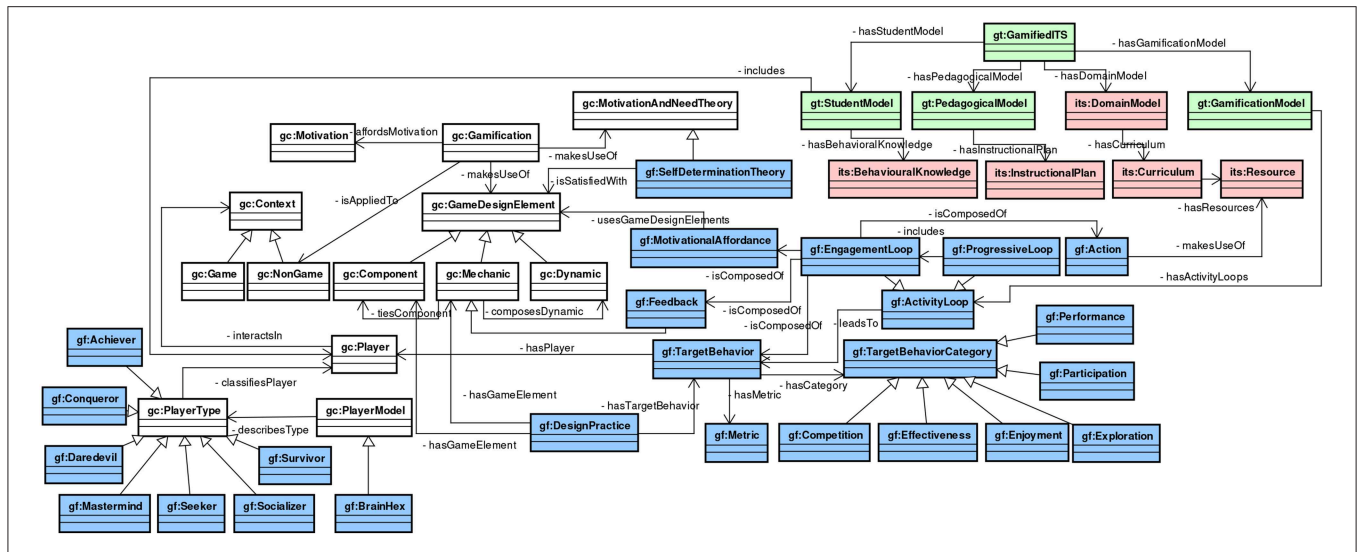 gt:GamifiedITS
- hasStudentModel
- hasGamificationModel
- includes
- hasPedagogicalModel
- hasDomainModel
gc:MotivationAndNeedTheory
gt:StudentModel
gt:PedagogicalModel
its:DomainModel
gt:GamificationModel
gc:Motivation
- affordsMotivation
gc:Gamification
- hasBehavioralKnowledge
- hasInstructionalPlan
- hasCurriculum
- makesUseOf
- makesUseOf
- isSatisfiedWith
gf:SelfDeterminationTheory
its:BehaviouralKnowledge
its:InstructionalPlan
its:Curriculum
its:Resource
gc:Context
- isAppliedTo
gc:GameDesignElement
- isComposedOf
- hasResources
- usesGameDesignElements
- includes
gf:MotivationalAffordance
gf:EngagementLoop
gf:ProgressiveLoop
gf:Action
- makesUseOf
gc:Game
gc:NonGame
gc:Component
gc:Mechanic
gc:Dynamic
- isComposedOf
- hasActivityLoops
gf:Feedback
gf:ActivityLoop
- tiesComponent
- composesDynamic
- isComposedOf
- isComposedOf
- leadsTo
gf:Performance
gf:Achiever
- interactsIn
gc:Player
- hasPlayer
gf:TargetBehavior
gf:TargetBehaviorCategory
gf:Participation
- classifiesPlayer
- hasCategory
gf:Conqueror
- hasGameElement
- hasTargetBehavior
- hasMetric
gc:PlayerType
gc:PlayerModel
- describesType
gf:DesignPractice
gf:Metric
gf:Competition
gf:Effectiveness
gf:Enjoyment
gf:Exploration
- hasGameElement
gf:Daredevil
gf:Survivor
gf:Mastermind
gf:Seeker
gf:Socializer
gf:BrainHex